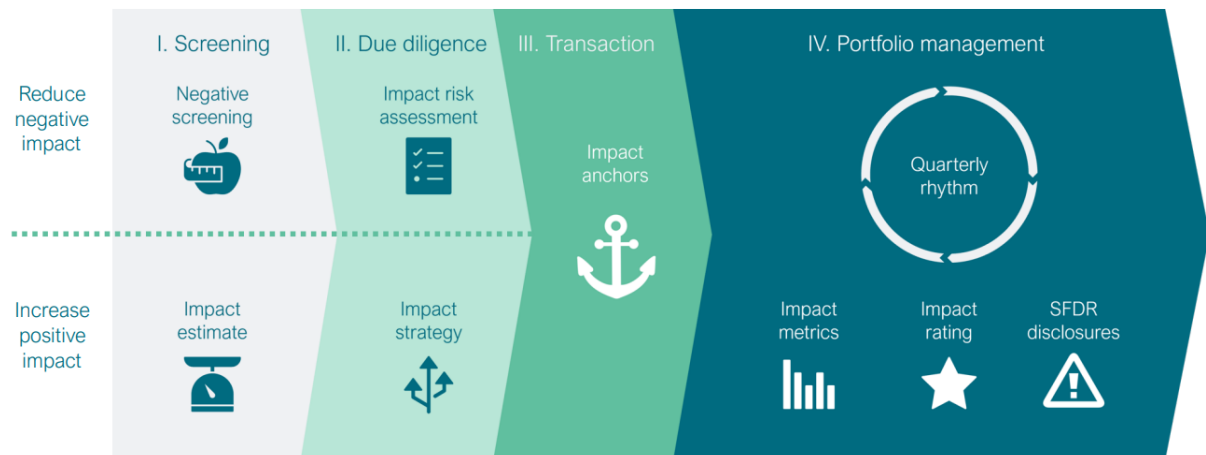 I. Screening
II. Due diligence
III. Transaction
IV. Portfolio management
Reduce
negative
impact
Negative
screening
Impact risk
assessment
Impact
anchors
Quarterly
rhythm
Increase
positive
impact
Impact
estimate
Impact
strategy
Impact
metrics
Impact
rating
SFDR
disclosures